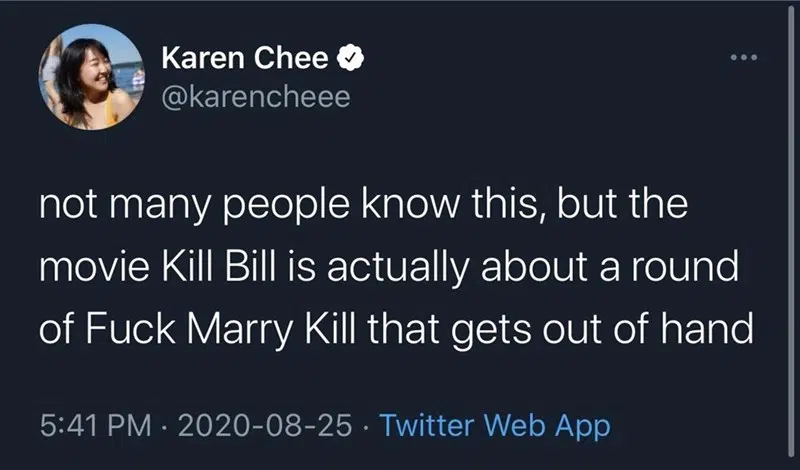 Karen Chee
@karencheee
not many people know this, but the
movie Kill Bill is actually about a round
of Fuck Marry Kill that gets out of hand
5:41 PM · 2020-08-25 · Twitter Web App